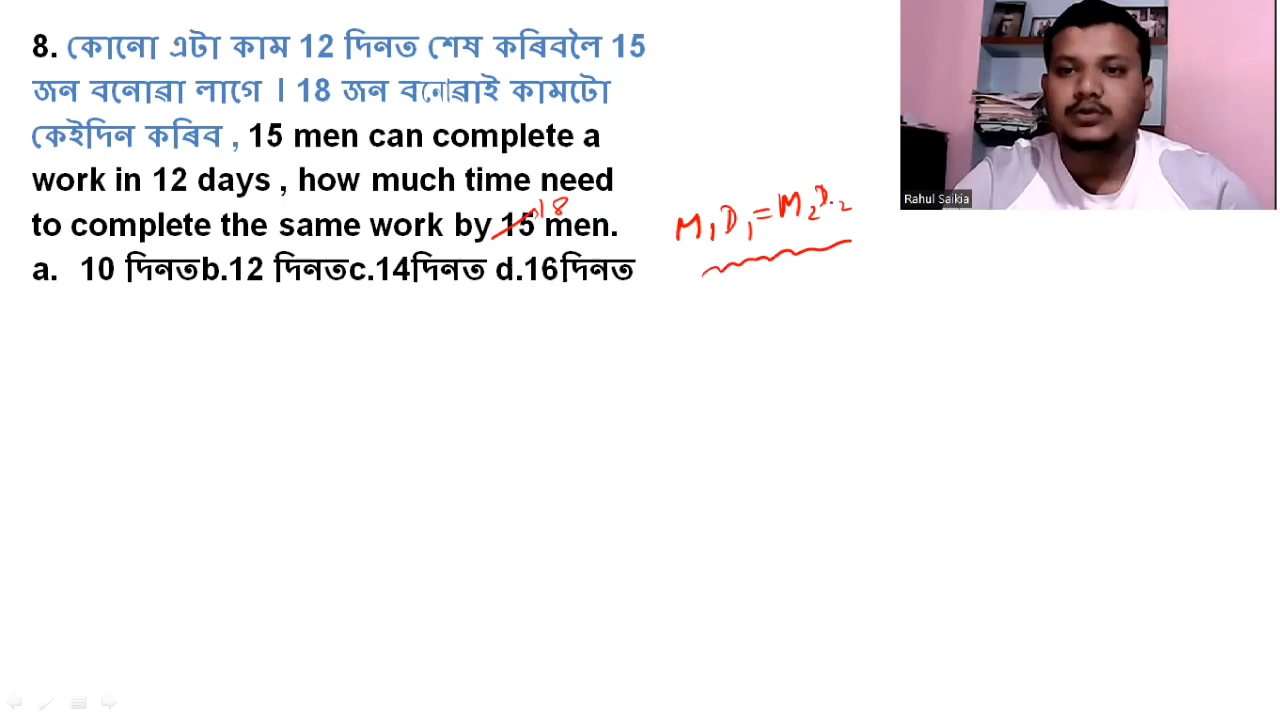 8. কোনো এটা কাম 12 দিনত শেষ কৰিবলৈ 15
জন বনোৱা লাগে । 18 জন বনোৱাই কামটো
কেইদিন কৰিব , 15 men can complete a
work in 12 days , how much time need
to complete the same work by 15 18 men.
a. 10 দিনতb.12 দিনতc.14দিনত d.16দিনত
M₁D₁=M₂D₂
Rahul Saikia